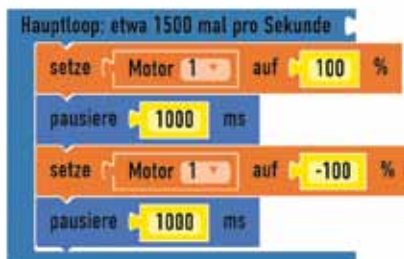 Hauptloop: etwa 1500 mal pro Sekunde
setze Motor 1 auf 100 %
pausiere 1000 ms
setze Motor 1 auf -100 %
pausiere 1000 ms